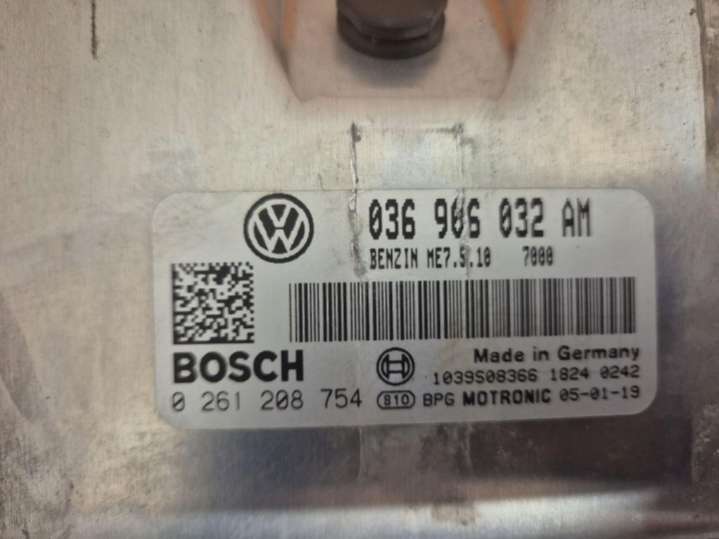 036 906 032 AM
BENZIN ME7.5.10 7000
BOSCH
Made in Germany
1039S08366 1824 0242
0 261 208 754 810 BPG MOTRONIC 05-01-19